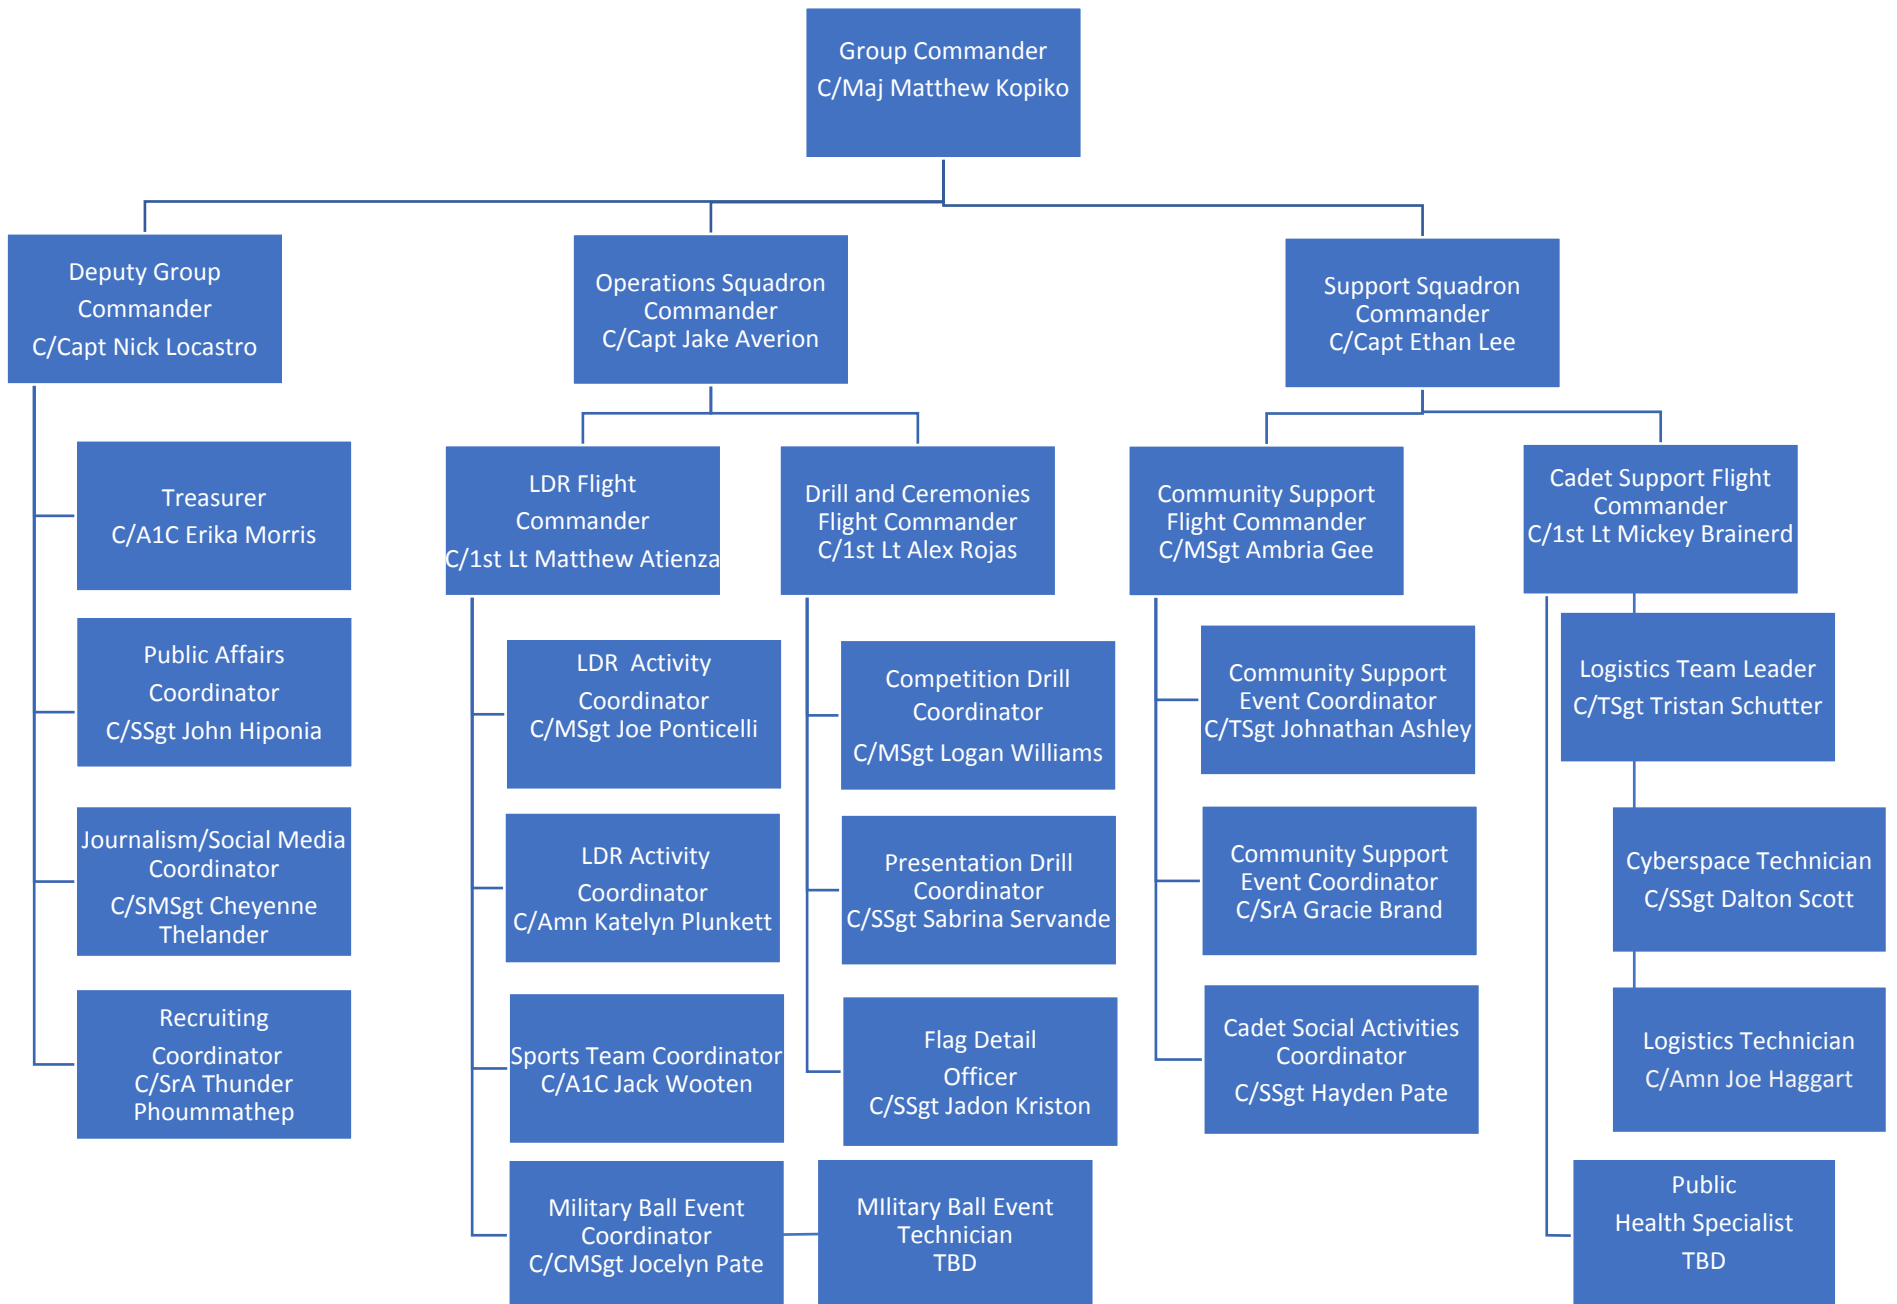 Group Commander
C/Maj Matthew Kopiko
Deputy Group
Commander
C/Capt Nick Locastro
Operations Squadron
Commander
C/Capt Jake Averion
Support Squadron
Commander
C/Capt Ethan Lee
Treasurer
C/A1C Erika Morris
Public Affairs
Coordinator
C/SSgt John Hiponia
Journalism/Social Media
Coordinator
C/SMSgt Cheyenne
Thelander
Recruiting
Coordinator
C/SrA Thunder
Phoummathep
LDR Flight
Commander
C/1st Lt Matthew Atienza
LDR  Activity
Coordinator
C/MSgt Joe Ponticelli
LDR Activity
Coordinator
C/Amn Katelyn Plunkett
Sports Team Coordinator
C/A1C Jack Wooten
Military Ball Event
Coordinator
C/CMSgt Jocelyn Pate
MIlitary Ball Event
Technician
TBD
Drill and Ceremonies
Flight Commander
C/1st Lt Alex Rojas
Competition Drill
Coordinator
C/MSgt Logan Williams
Presentation Drill
Coordinator
C/SSgt Sabrina Servande
Flag Detail
Officer
C/SSgt Jadon Kriston
Community Support
Flight Commander
C/MSgt Ambria Gee
Community Support
Event Coordinator
C/TSgt Johnathan Ashley
Community Support
Event Coordinator
C/SrA Gracie Brand
Cadet Social Activities
Coordinator
C/SSgt Hayden Pate
Cadet Support Flight
Commander
C/1st Lt Mickey Brainerd
Logistics Team Leader
C/TSgt Tristan Schutter
Cyberspace Technician
C/SSgt Dalton Scott
Logistics Technician
C/Amn Joe Haggart
Public
Health Specialist
TBD